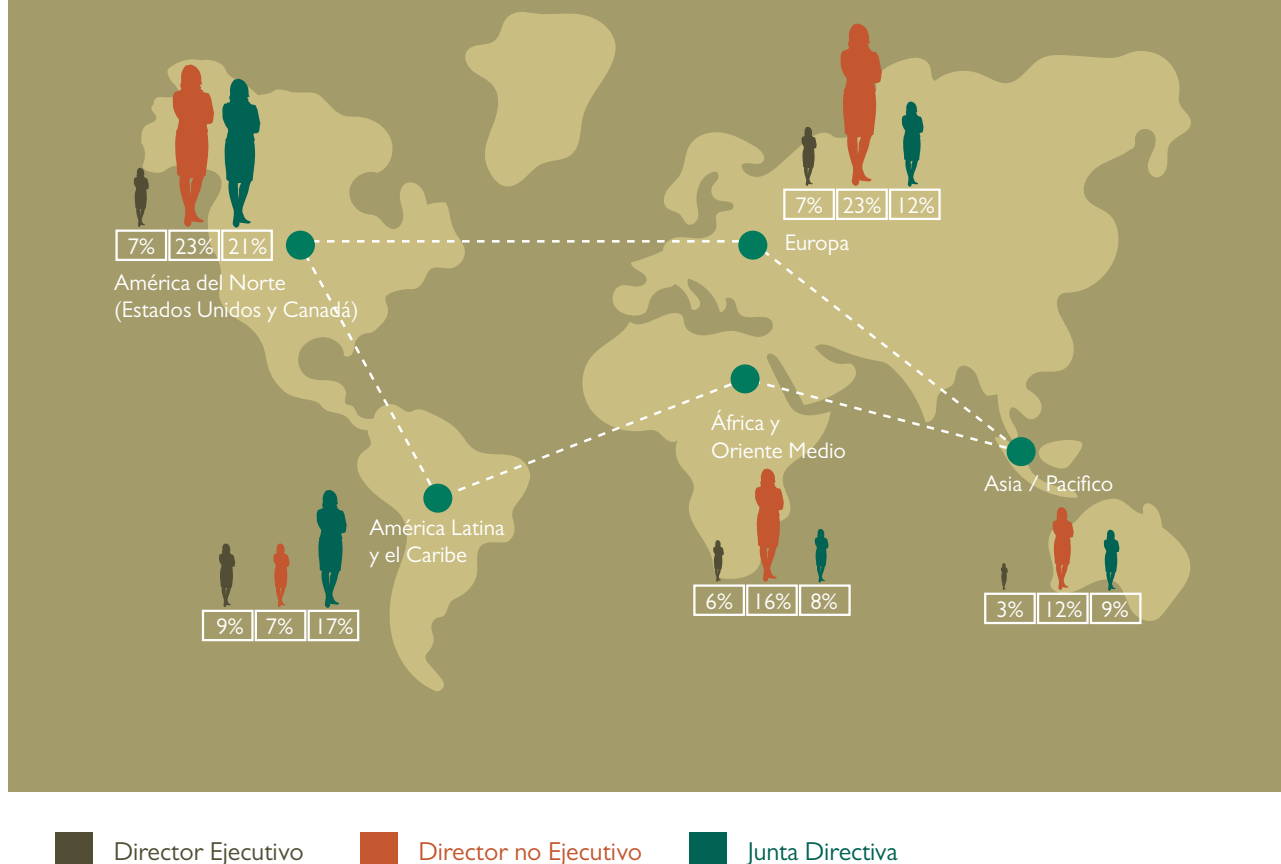 7% 23% 12%
Europa
7% 23% 21%
América del Norte
(Estados Unidos y Canadá)
África y
Oriente Medio
6% 16% 8%
Asia / Pacifico
3% 12% 9%
América Latina
y el Caribe
9% 7% 17%
Director Ejecutivo
Director no Ejecutivo
Junta Directiva